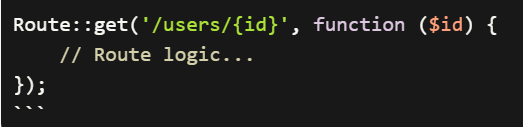 Route::get('/users/{id}', function ($id) {
    // Route logic...
});
```